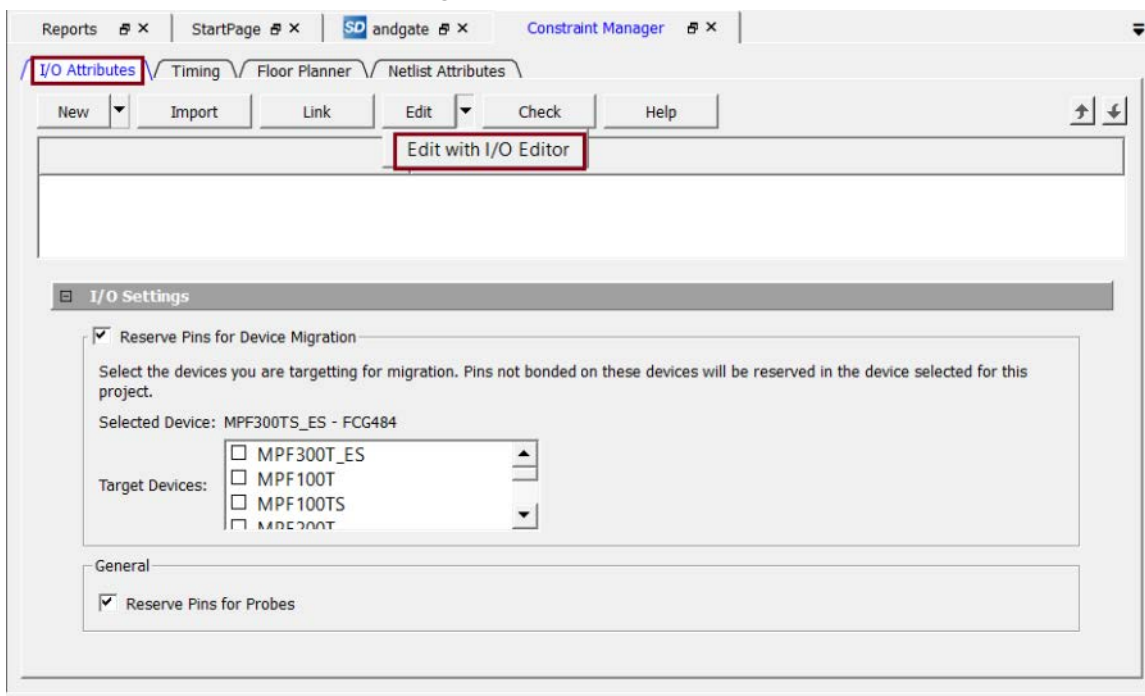 Reports StartPage SD andgate Constraint Manager
I/O Attributes Timing Floor Planner Netlist Attributes
New Import Link Edit Check Help
Edit with I/O Editor
I/O Settings
Reserve Pins for Device Migration
Select the devices you are targetting for migration. Pins not bonded on these devices will be reserved in the device selected for this
project.
Selected Device: MPF300TS_ES - FCG484
MPF300T_ES
Target Devices: MPF100T
MPF100TS
MPF200T
General
Reserve Pins for Probes